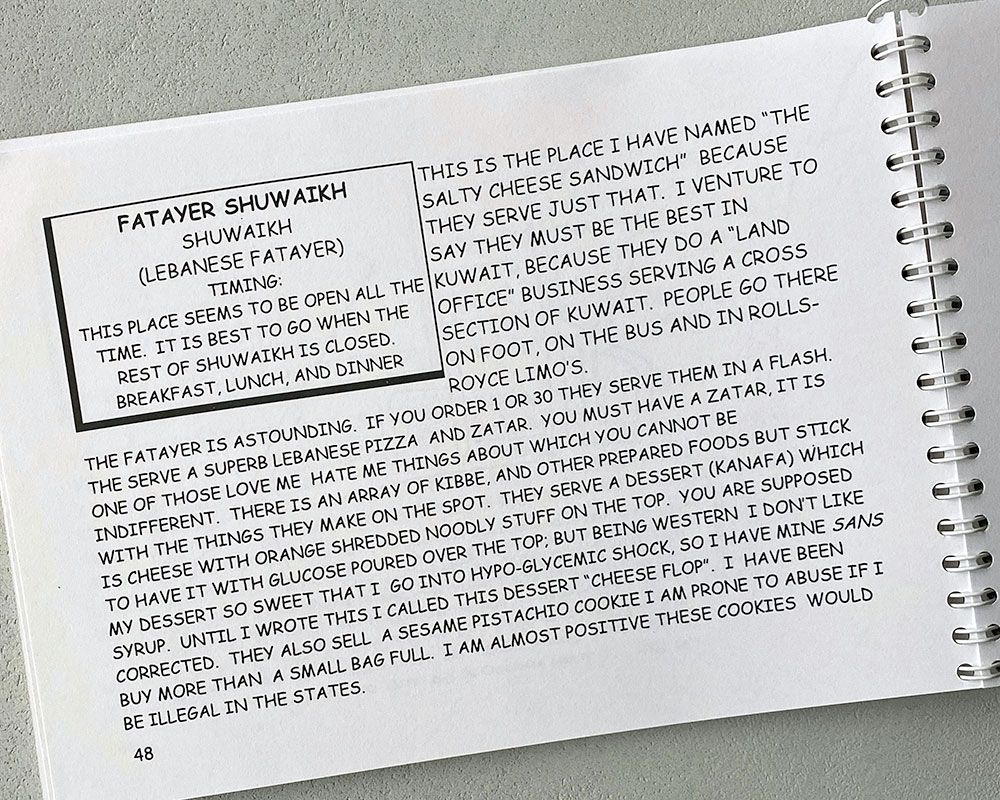 FATAYER SHUWAIKH
SHUWAIKH
(LEBANESE FATAYER)
TIMING:
THIS PLACE SEEMS TO BE OPEN ALL THE
TIME. IT IS BEST TO GO WHEN THE
REST OF SHUWAIKH IS CLOSED.
BREAKFAST, LUNCH, AND DINNER
THIS IS THE PLACE I HAVE NAMED "THE
SALTY CHEESE SANDWICH" BECAUSE
THEY SERVE JUST THAT. I VENTURE TO
SAY THEY MUST BE THE BEST IN
KUWAIT, BECAUSE THEY DO A "LAND
OFFICE" BUSINESS SERVING A CROSS
SECTION OF KUWAIT. PEOPLE GO THERE
ON FOOT, ON THE BUS AND IN ROLLS-
ROYCE LIMO'S.
THE FATAYER IS ASTOUNDING. IF YOU ORDER 1 OR 30 THEY SERVE THEM IN A FLASH.
THE SERVE A SUPERB LEBANESE PIZZA AND ZATAR. YOU MUST HAVE A ZATAR, IT IS
ONE OF THOSE LOVE ME HATE ME THINGS ABOUT WHICH YOU CANNOT BE
INDIFFERENT. THERE IS AN ARRAY OF KIBBE, AND OTHER PREPARED FOODS BUT STICK
WITH THE THINGS THEY MAKE ON THE SPOT. THEY SERVE A DESSERT (KANAFA) WHICH
IS CHEESE WITH ORANGE SHREDDED NOODLY STUFF ON THE TOP. YOU ARE SUPPOSED
TO HAVE IT WITH GLUCOSE POURED OVER THE TOP; BUT BEING WESTERN I DON'T LIKE
MY DESSERT SO SWEET THAT I GO INTO HYPO-GLYCEMIC SHOCK, SO I HAVE MINE SANS
SYRUP. UNTIL I WROTE THIS I CALLED THIS DESSERT "CHEESE FLOP". I HAVE BEEN
CORRECTED. THEY ALSO SELL A SESAME PISTACHIO COOKIE I AM PRONE TO ABUSE IF I
BUY MORE THAN A SMALL BAG FULL. I AM ALMOST POSITIVE THESE COOKIES WOULD
BE ILLEGAL IN THE STATES.
48